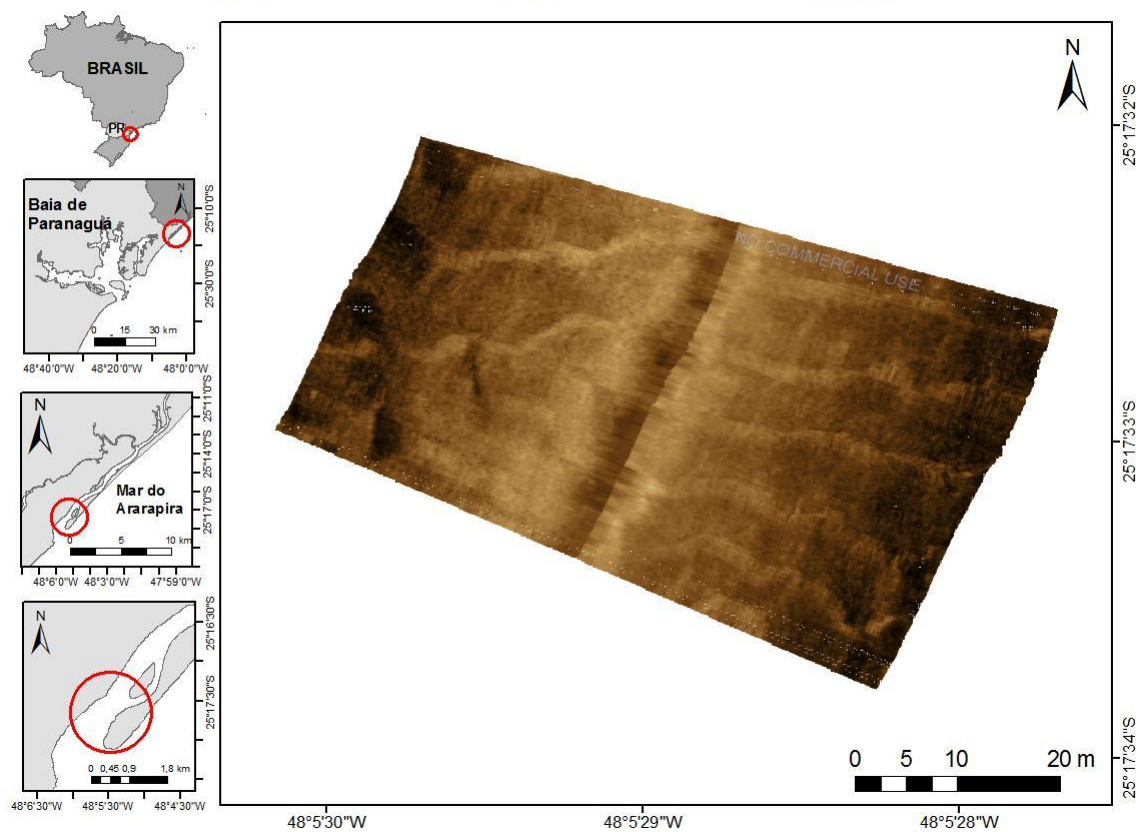 BRASIL
PR
N
Baia de
Paranaguá
25°10'0"S
25°30'0"S
0 15 30 km
48°40'0"W 48°20'0"W 48°0'0"W
N
Mar do
Ararapira
25°11'0"S
25°14'0"S
25°17'0"S
0 5 10 km
48°6'0"W 48°3'0"W 47°59'0"W
N
25°16'30"S
25°17'30"S
0 0,45 0,9 1,8 km
48°6'30"W 48°5'30"W 48°4'30"W
N
NO COMMERCIAL USE
25°17'32"S
25°17'33"S
25°17'34"S
0 5 10 20 m
48°5'30"W 48°5'29"W 48°5'28"W